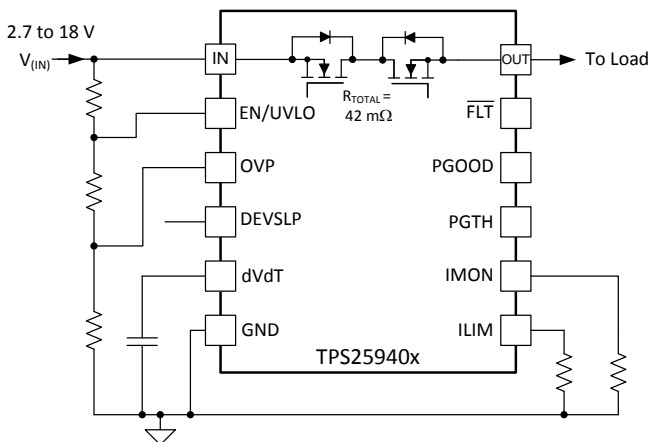 2.7 to 18 V
V(IN)
IN
OUT
To Load
RTOTAL =
42 mΩ
EN/UVLO
FLT
OVP
PGOOD
DEVSLP
PGTH
dVdT
IMON
GND
ILIM
TPS25940x